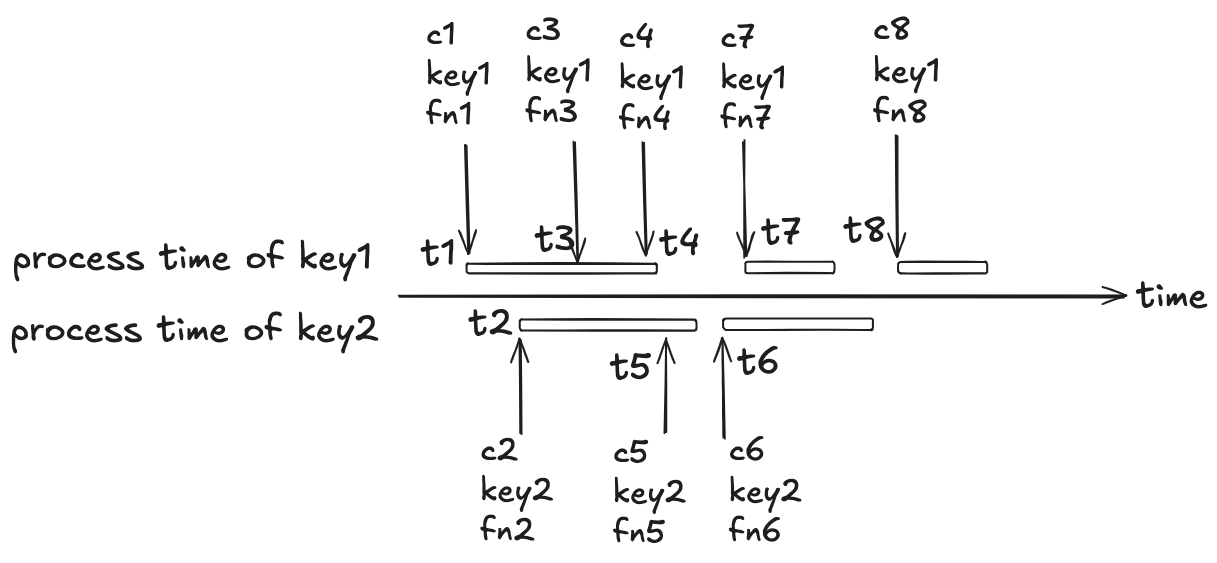 c1
key1
fn1
c3
key1
fn3
c4
key1
fn4
c7
key1
fn7
c8
key1
fn8
process time of key1
t1
t3
t4
t7
t8
time
process time of key2
t2
t5
t6
c2
key2
fn2
c5
key2
fn5
c6
key2
fn6